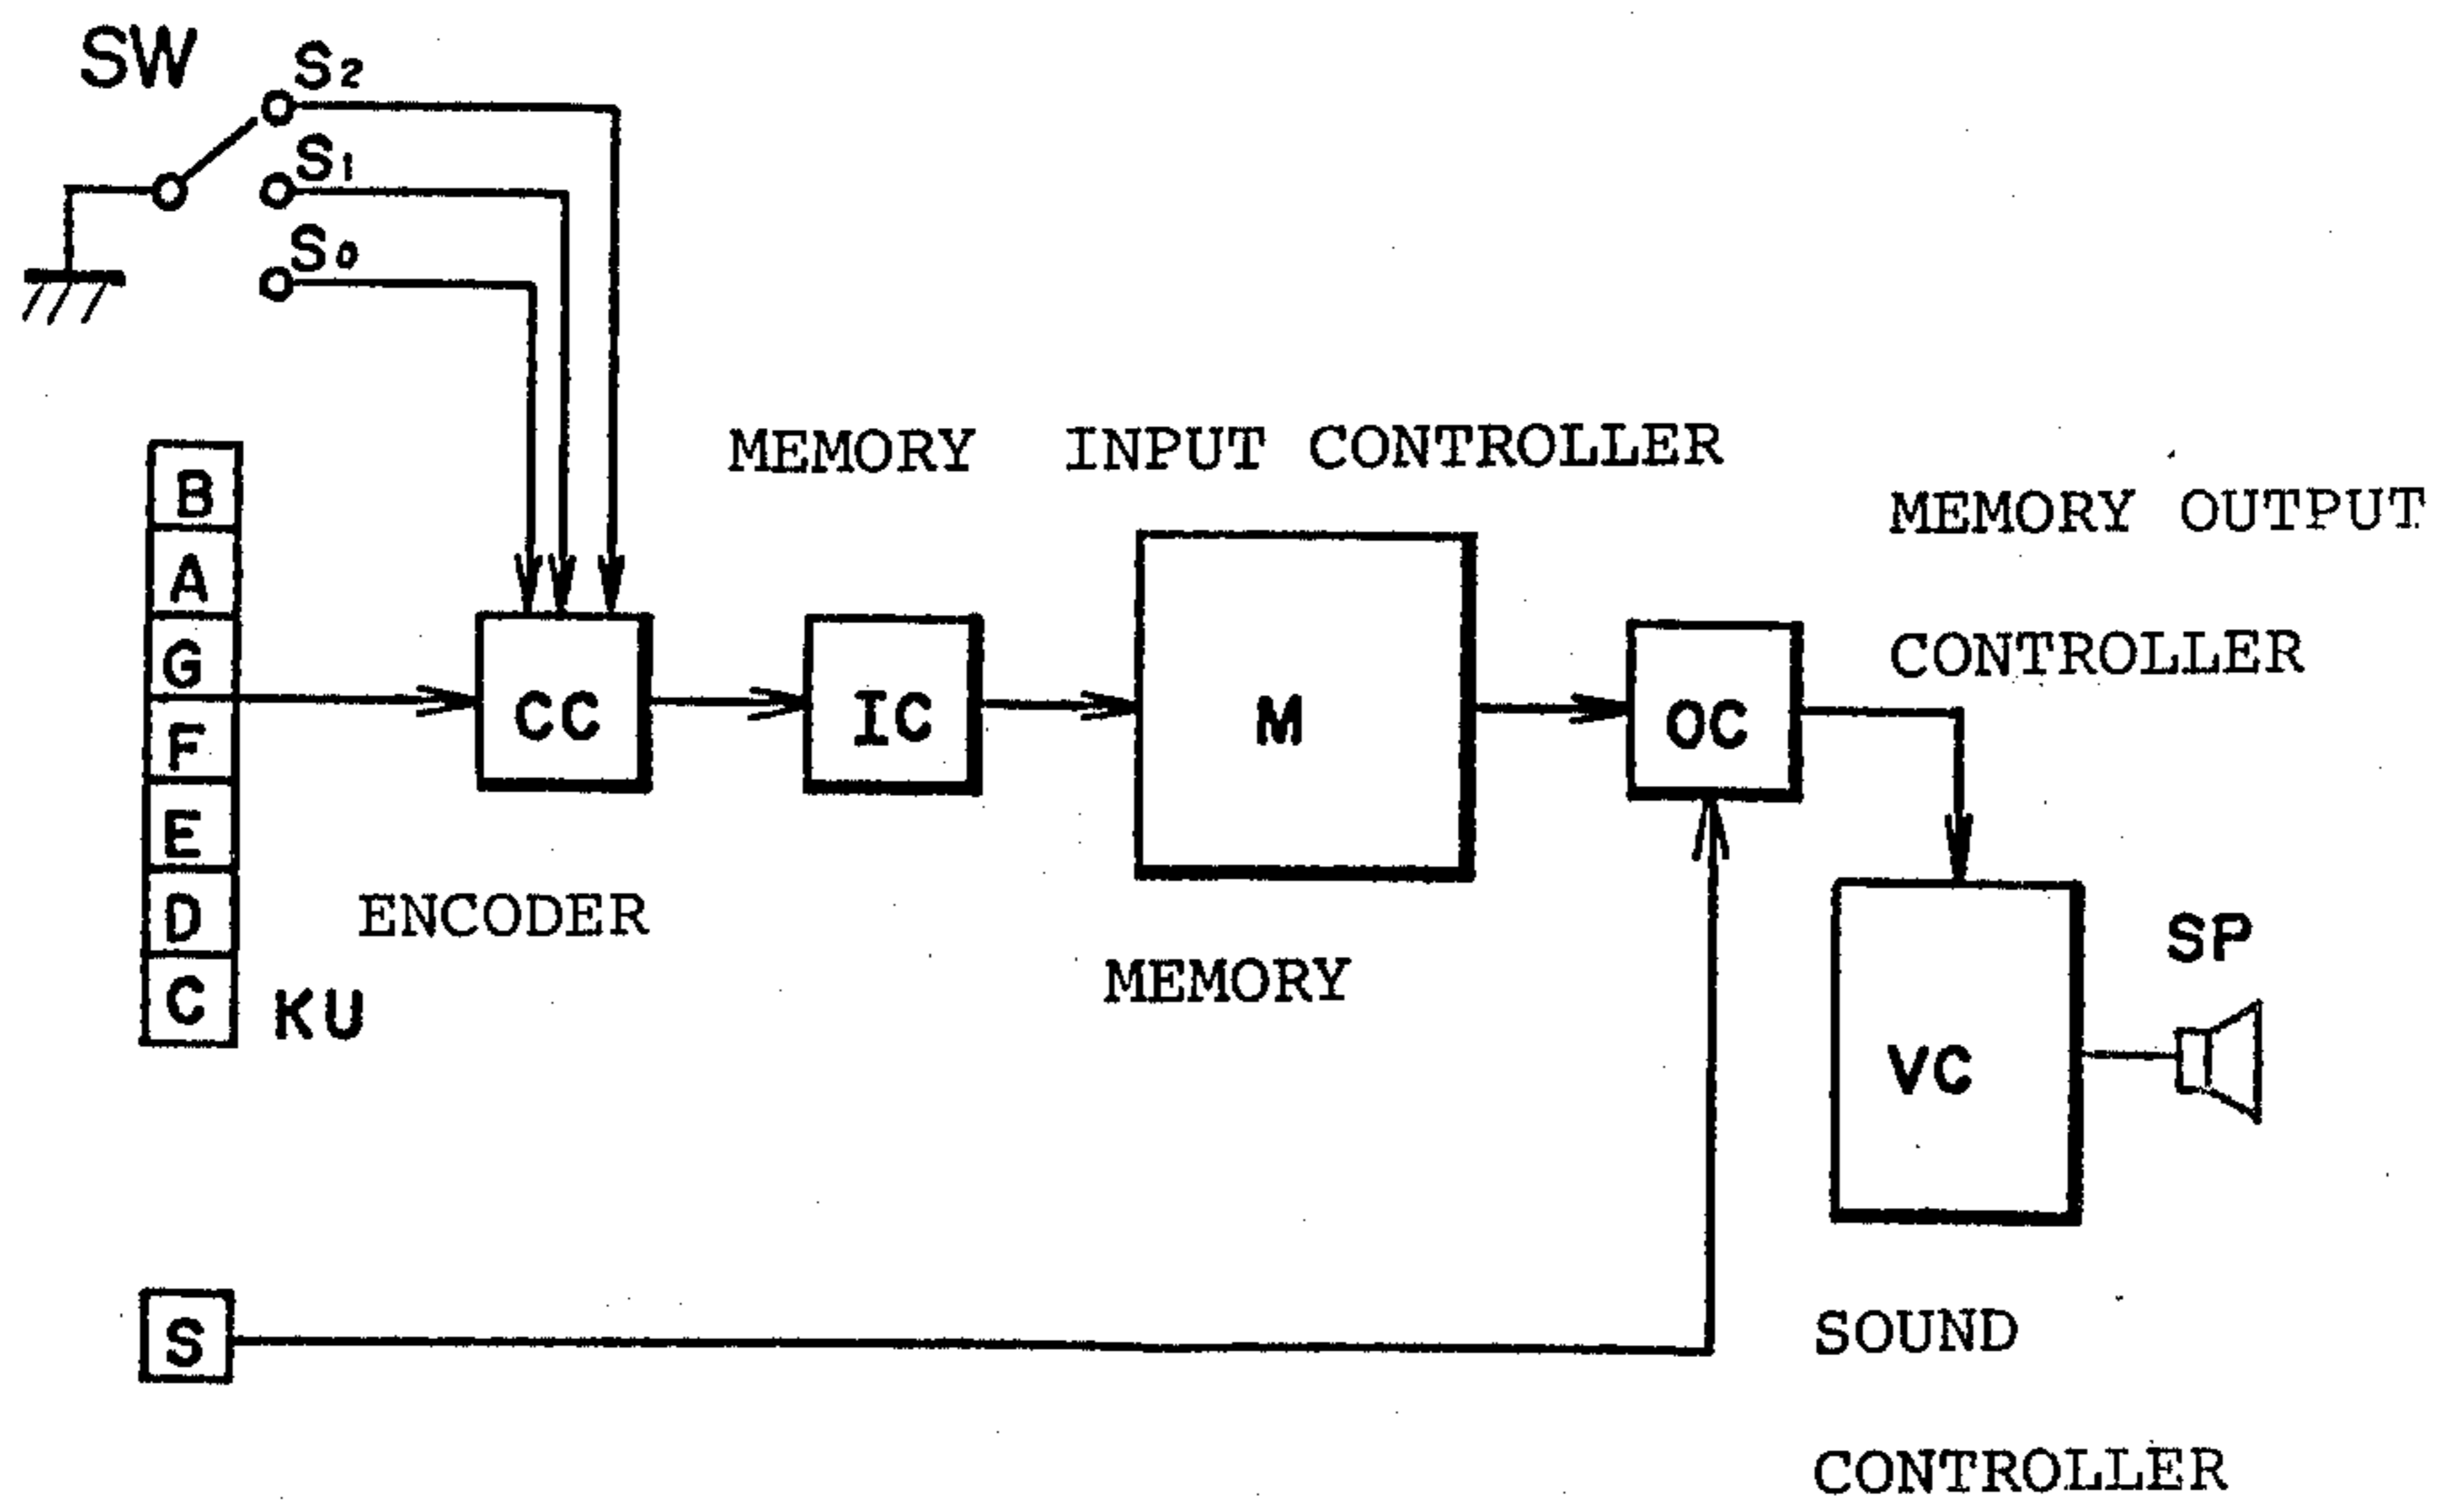 SW
S2
S1
S0
MEMORY INPUT CONTROLLER
MEMORY OUTPUT
CONTROLLER
B
A
G
F
E
D
C
KU
CC
IC
M
OC
ENCODER
MEMORY
SP
VC
S
SOUND
CONTROLLER